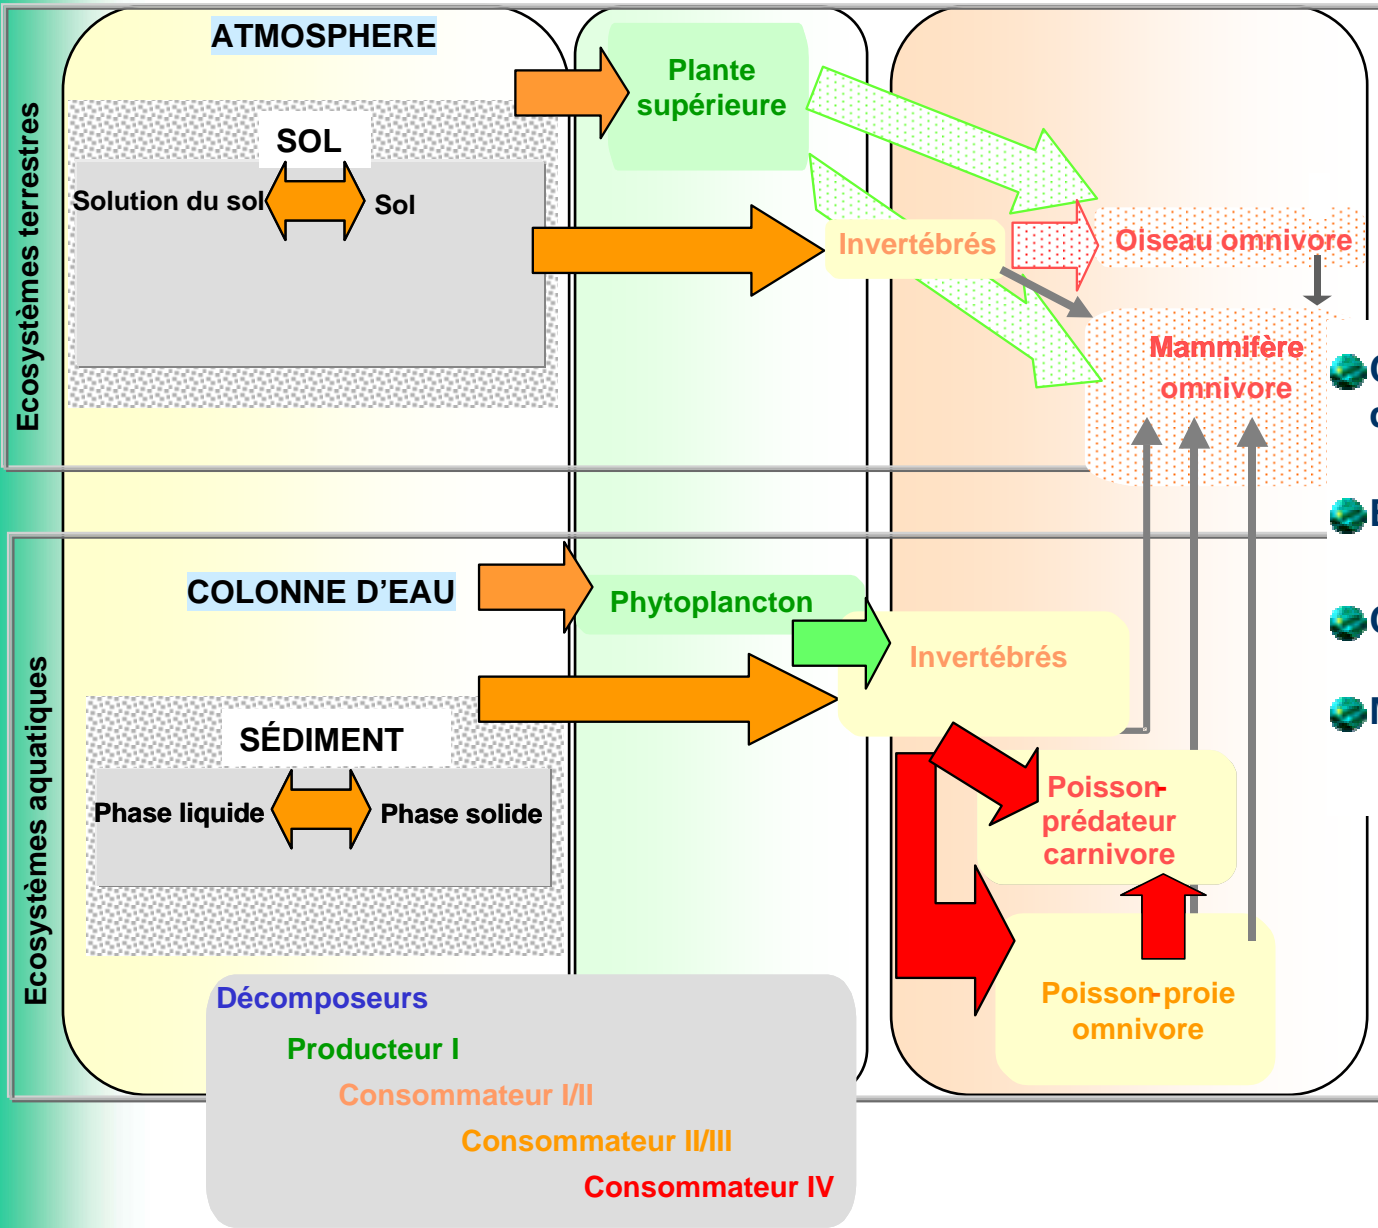 ATMOSPHERE
Ecosystèmes terrestres
SOL
Solution du sol
Sol
Plante
supérieure
Invertébrés
Oiseau omnivore
Mammifère
omnivore
Ecosystèmes aquatiques
COLONNE D'EAU
Phytoplancton
Invertébrés
SÉDIMENT
Phase liquide
Phase solide
Poisson-
prédateur
carnivore
Poisson-proie
omnivore
Décomposeurs
Producteur I
Consommateur I/II
Consommateur II/III
Consommateur IV